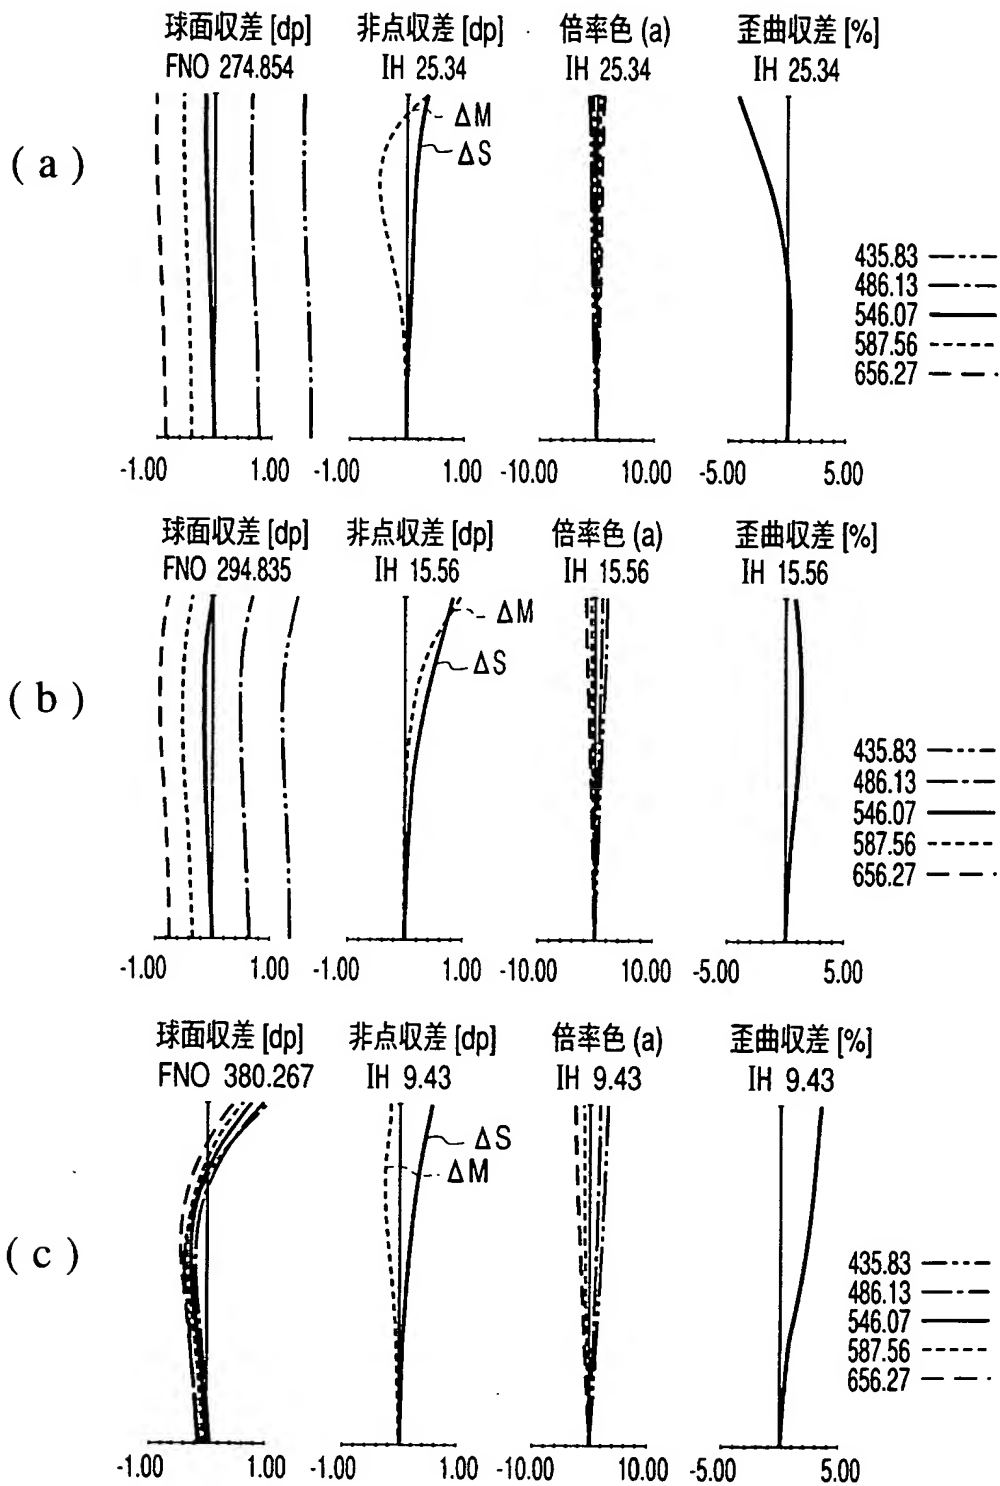 球面収差 [dp] 非点収差 [dp] 倍率色 (a) 歪曲収差 [%]
FNO 274.854 IH 25.34 IH 25.34 IH 25.34
ΔM
ΔS
(a)
435.83
486.13
546.07
587.56
656.27
-1.00 1.00 -1.00 1.00 -10.00 10.00 -5.00 5.00
球面収差 [dp] 非点収差 [dp] 倍率色 (a) 歪曲収差 [%]
FNO 294.835 IH 15.56 IH 15.56 IH 15.56
ΔM
ΔS
(b)
435.83
486.13
546.07
587.56
656.27
-1.00 1.00 -1.00 1.00 -10.00 10.00 -5.00 5.00
球面収差 [dp] 非点収差 [dp] 倍率色 (a) 歪曲収差 [%]
FNO 380.267 IH 9.43 IH 9.43 IH 9.43
ΔS
ΔM
(c)
435.83
486.13
546.07
587.56
656.27
-1.00 1.00 -1.00 1.00 -10.00 10.00 -5.00 5.00